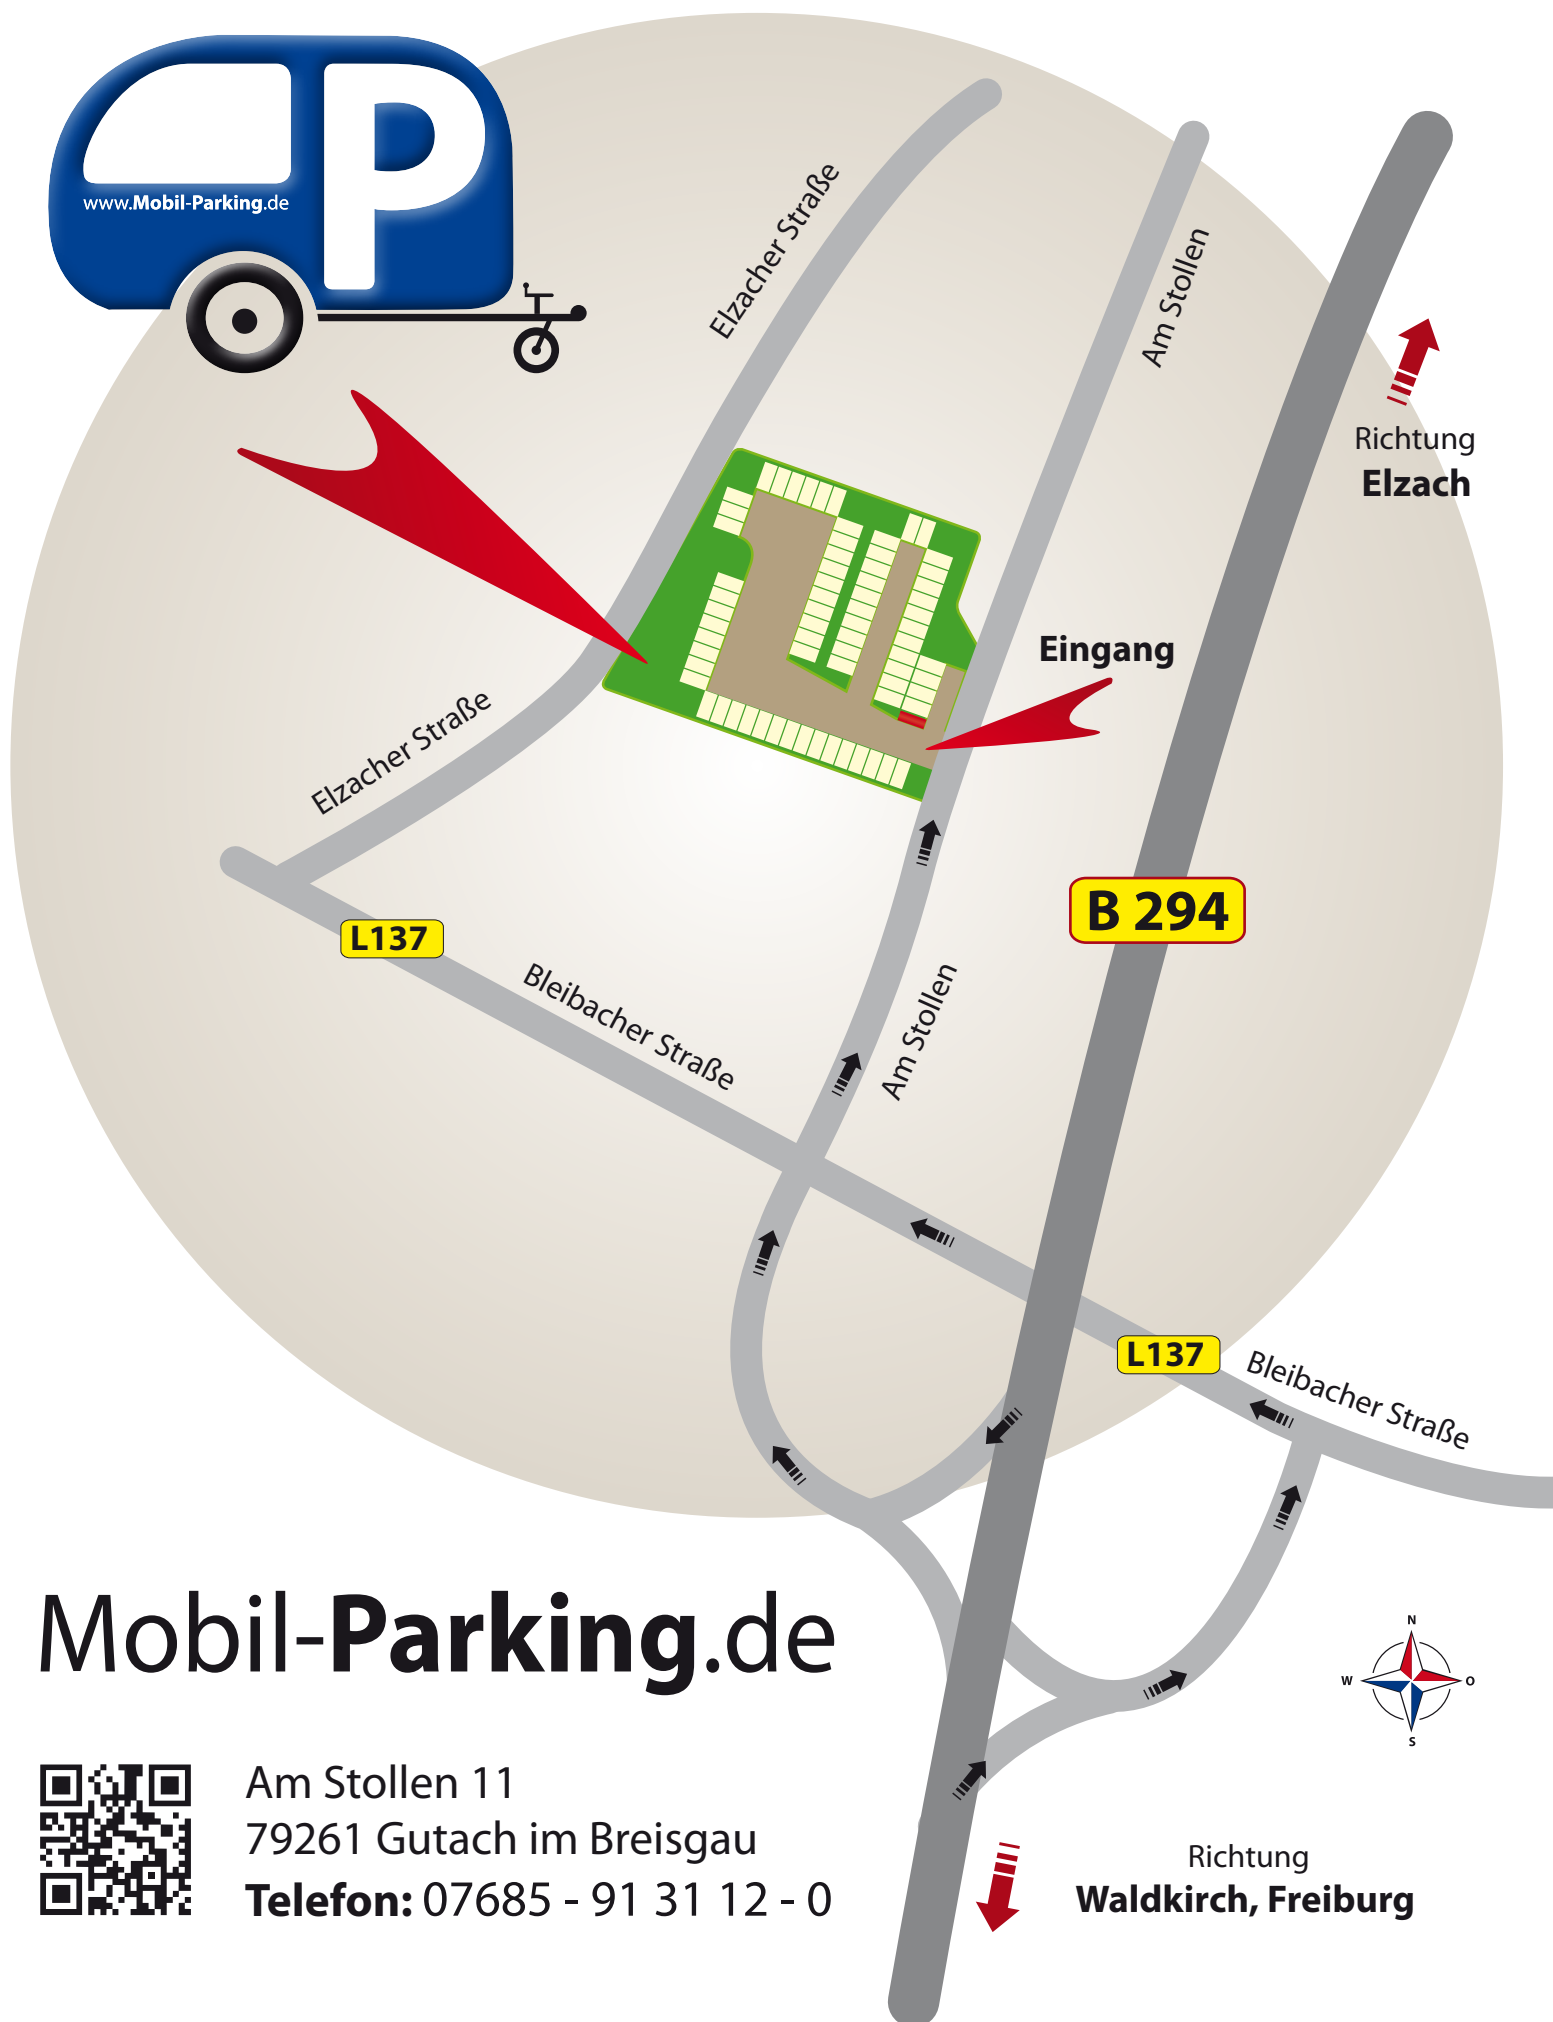 www.Mobil-Parking.de
Elzacher Straße
Am Stollen
Richtung
Elzach
Eingang
Elzacher Straße
B 294
L137
Bleibacher Straße
Am Stollen
L137
Bleibacher Straße
Mobil-Parking.de
N
W
O
S
Am Stollen 11
79261 Gutach im Breisgau
Telefon: 07685 - 91 31 12 - 0
Richtung
Waldkirch, Freiburg
P